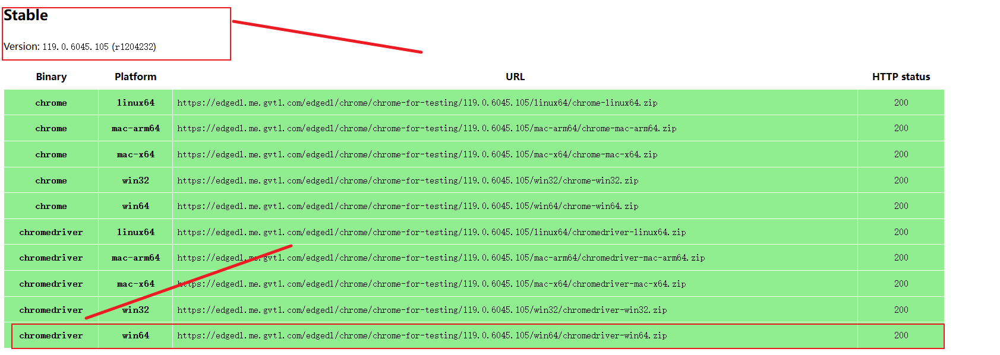 Stable
Version: 119.0.6045.105 (r1204232)
Binary Platform URL HTTP status
chrome linux64 https://edgedl.me.gvt1.com/edgedl/chrome/chrome-for-testing/119.0.6045.105/linux64/chrome-linux64.zip 200
chrome mac-arm64 https://edgedl.me.gvt1.com/edgedl/chrome/chrome-for-testing/119.0.6045.105/mac-arm64/chrome-mac-arm64.zip 200
chrome mac-x64 https://edgedl.me.gvt1.com/edgedl/chrome/chrome-for-testing/119.0.6045.105/mac-x64/chrome-mac-x64.zip 200
chrome win32 https://edgedl.me.gvt1.com/edgedl/chrome/chrome-for-testing/119.0.6045.105/win32/chrome-win32.zip 200
chrome win64 https://edgedl.me.gvt1.com/edgedl/chrome/chrome-for-testing/119.0.6045.105/win64/chrome-win64.zip 200
chromedriver linux64 https://edgedl.me.gvt1.com/edgedl/chrome/chrome-for-testing/119.0.6045.105/linux64/chromedriver-linux64.zip 200
chromedriver mac-arm64 https://edgedl.me.gvt1.com/edgedl/chrome/chrome-for-testing/119.0.6045.105/mac-arm64/chromedriver-mac-arm64.zip 200
chromedriver mac-x64 https://edgedl.me.gvt1.com/edgedl/chrome/chrome-for-testing/119.0.6045.105/mac-x64/chromedriver-mac-x64.zip 200
chromedriver win32 https://edgedl.me.gvt1.com/edgedl/chrome/chrome-for-testing/119.0.6045.105/win32/chromedriver-win32.zip 200
chromedriver win64 https://edgedl.me.gvt1.com/edgedl/chrome/chrome-for-testing/119.0.6045.105/win64/chromedriver-win64.zip 200